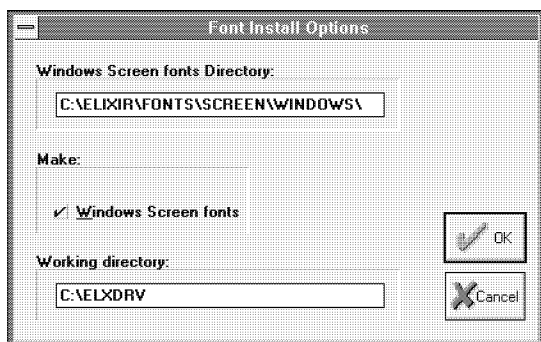 Font Install Options
Windows Screen fonts Directory:
C:\ELIXIR\FONTS\SCREEN\WINDOWS\
Make:
Windows Screen fonts
OK
Working directory:
C:\ELXDRV
Cancel